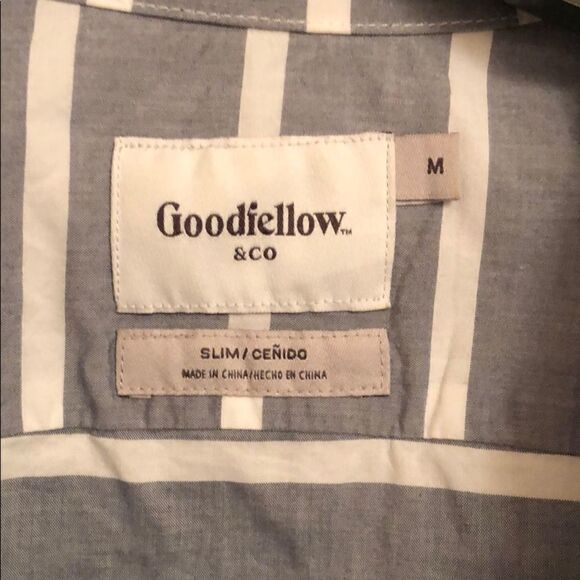 Goodfellow™
&CO
M
SLIM/CEÑIDO
MADE IN CHINA/HECHO EN CHINA